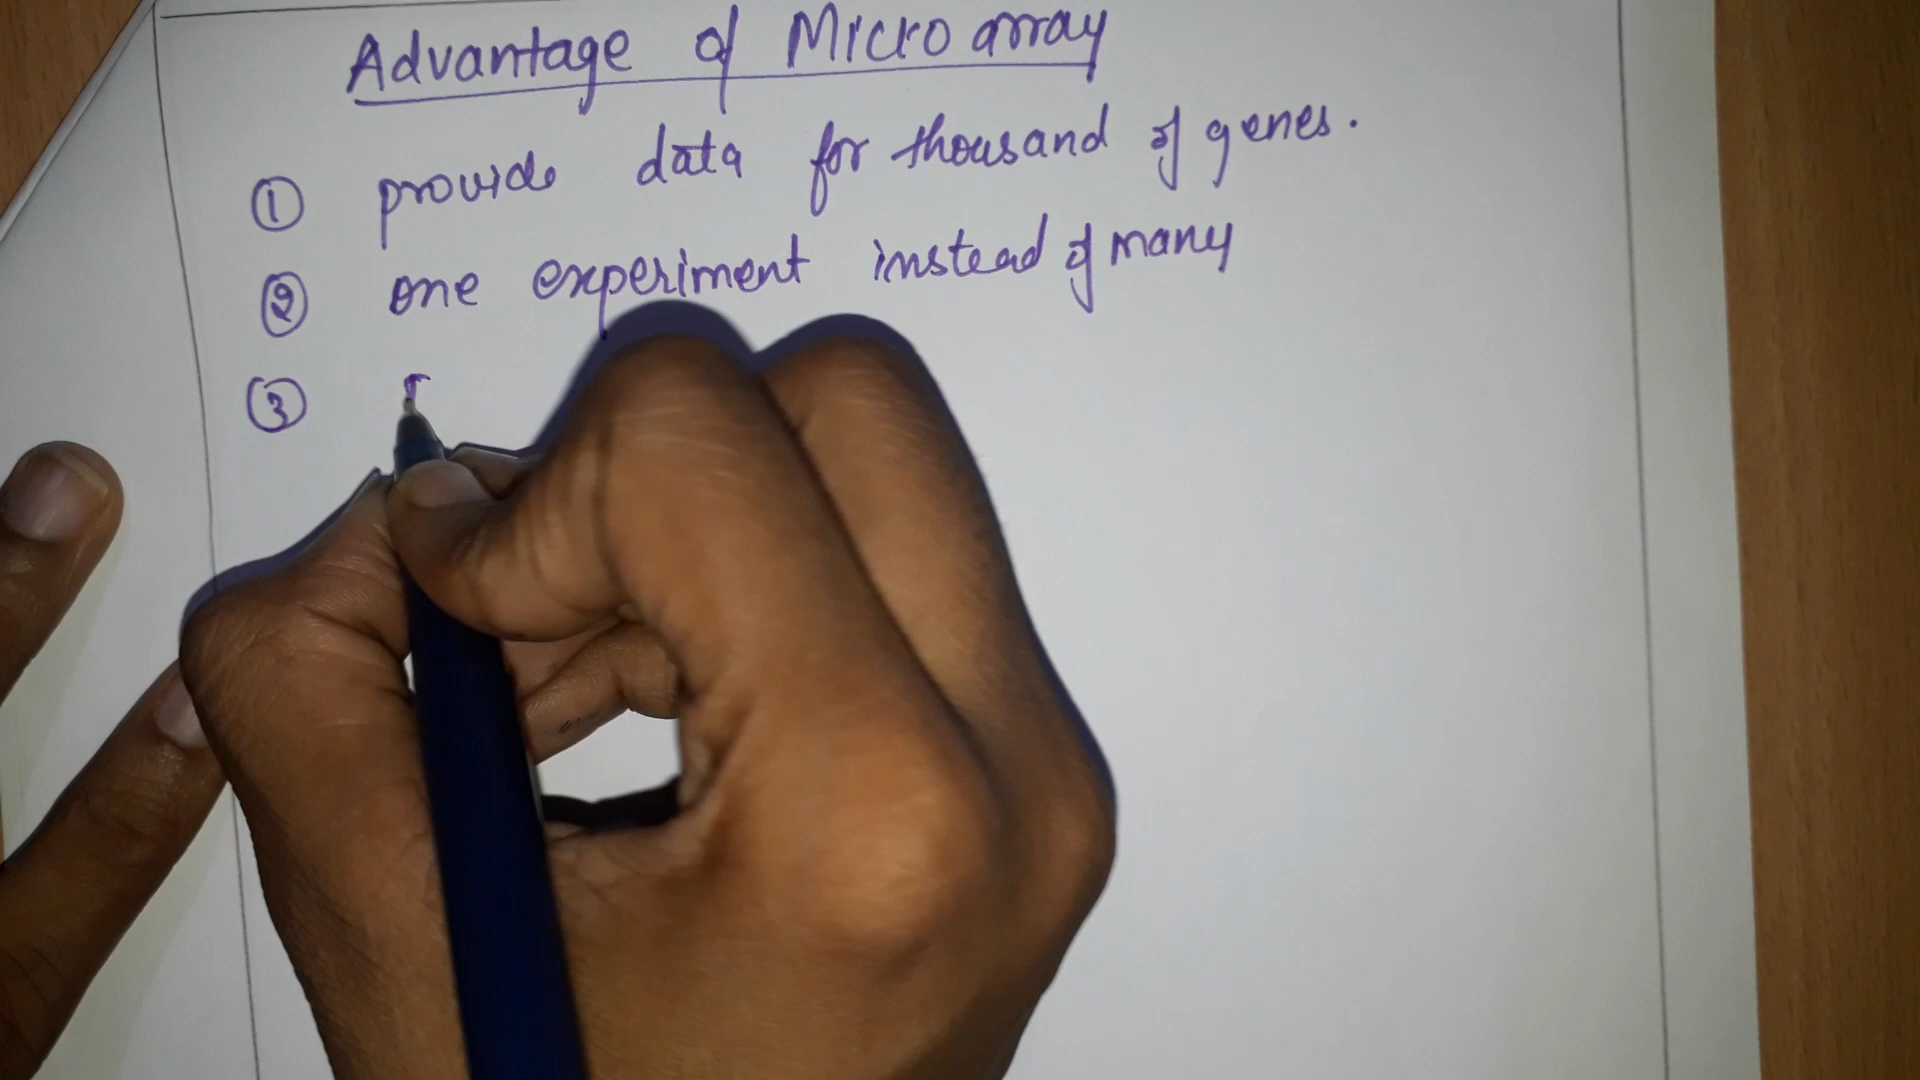 Advantage of Micro array
① provide data for thousand of genes.
② one experiment instead of many
③